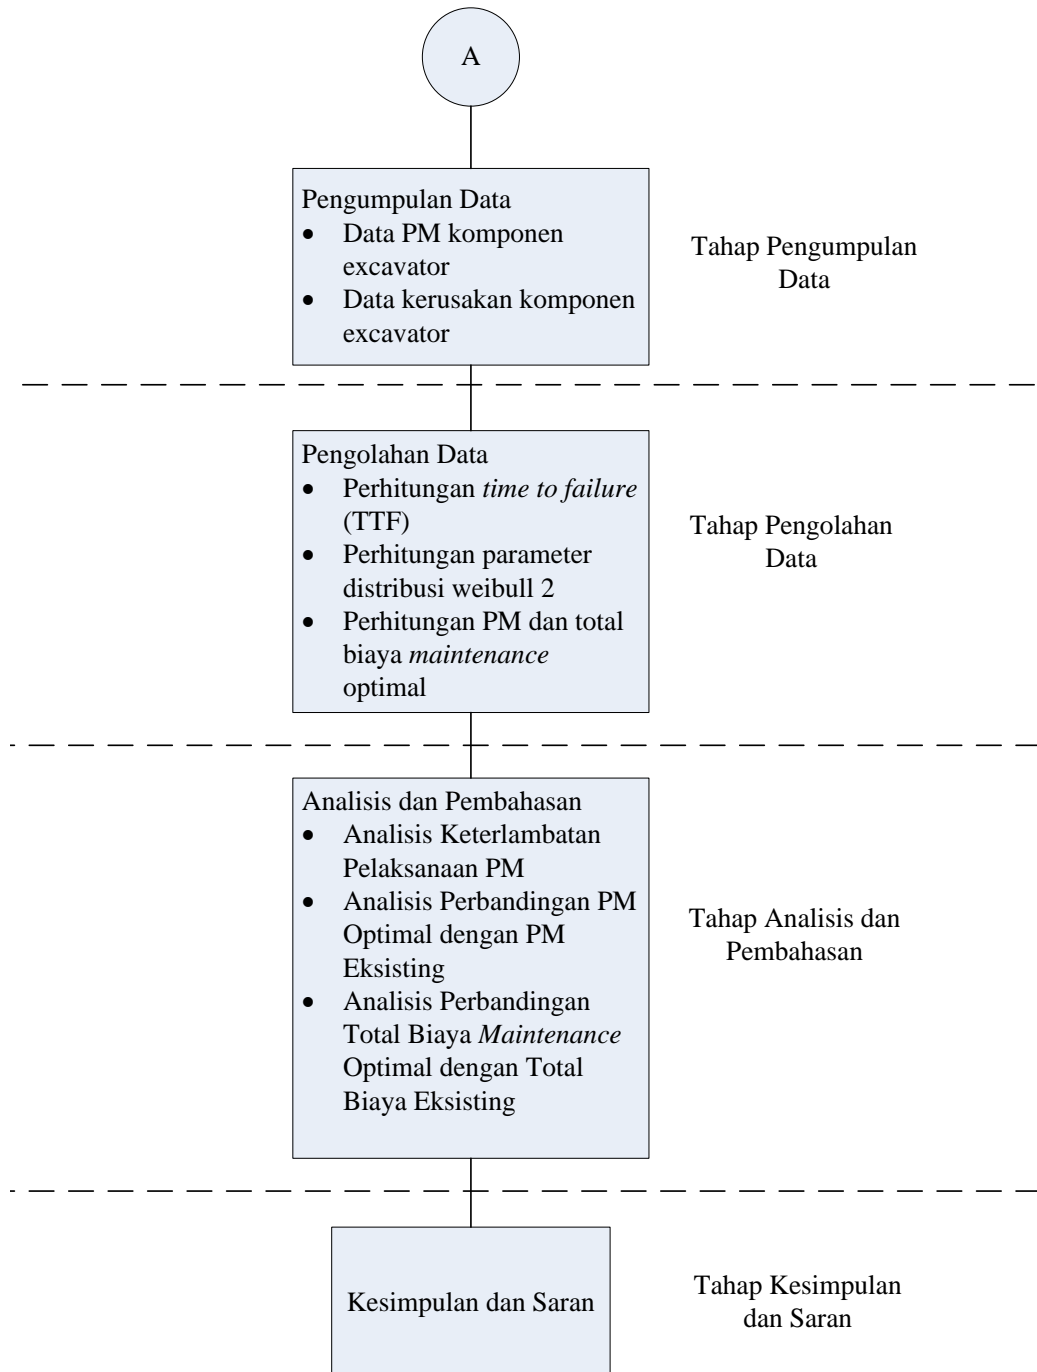 A
Pengumpulan Data
• Data PM komponen
excavator
• Data kerusakan komponen
excavator
Tahap Pengumpulan
Data
Pengolahan Data
• Perhitungan time to failure
(TTF)
• Perhitungan parameter
distribusi weibull 2
• Perhitungan PM dan total
biaya maintenance
optimal
Tahap Pengolahan
Data
Analisis dan Pembahasan
• Analisis Keterlambatan
Pelaksanaan PM
• Analisis Perbandingan PM
Optimal dengan PM
Eksisting
• Analisis Perbandingan
Total Biaya Maintenance
Optimal dengan Total
Biaya Eksisting
Tahap Analisis dan
Pembahasan
Kesimpulan dan Saran
Tahap Kesimpulan
dan Saran